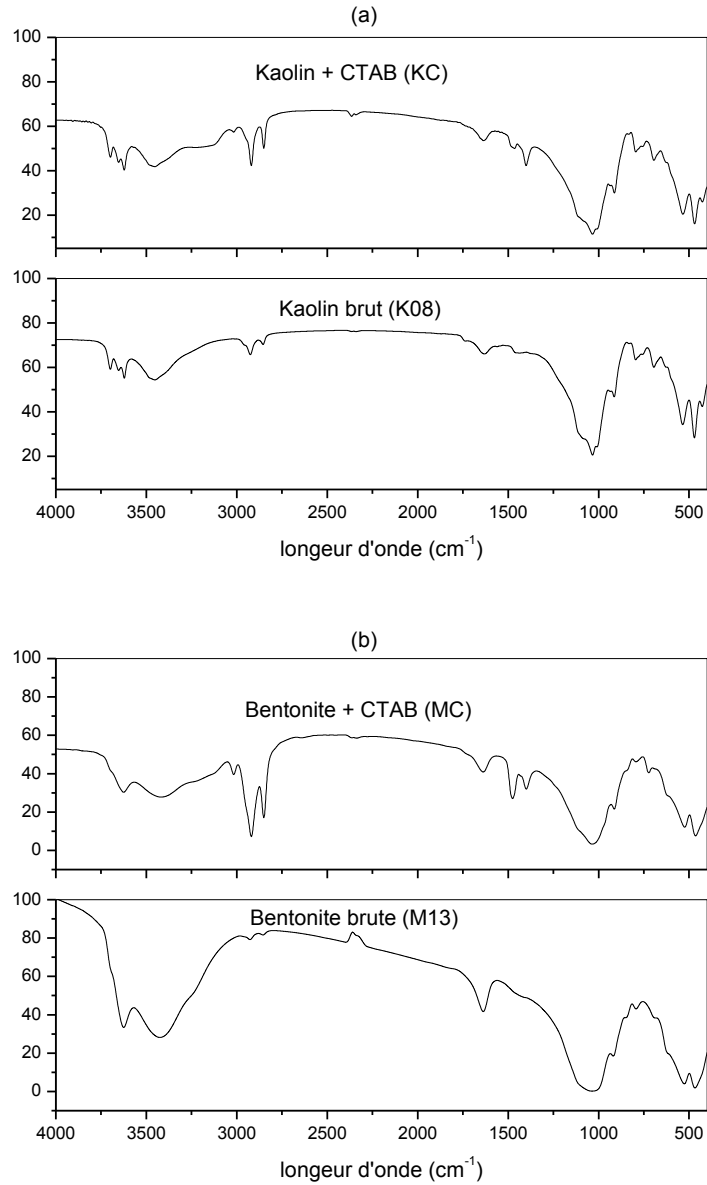 (a)
100
Kaolin + CTAB (KC)
80
60
40
20
100
Kaolin brut (K08)
80
60
40
20
4000 3500 3000 2500 2000 1500 1000 500
longeur d'onde (cm⁻¹)
(b)
100
Bentonite + CTAB (MC)
80
60
40
20
0
100
Bentonite brute (M13)
80
60
40
20
0
4000 3500 3000 2500 2000 1500 1000 500
longeur d'onde (cm⁻¹)